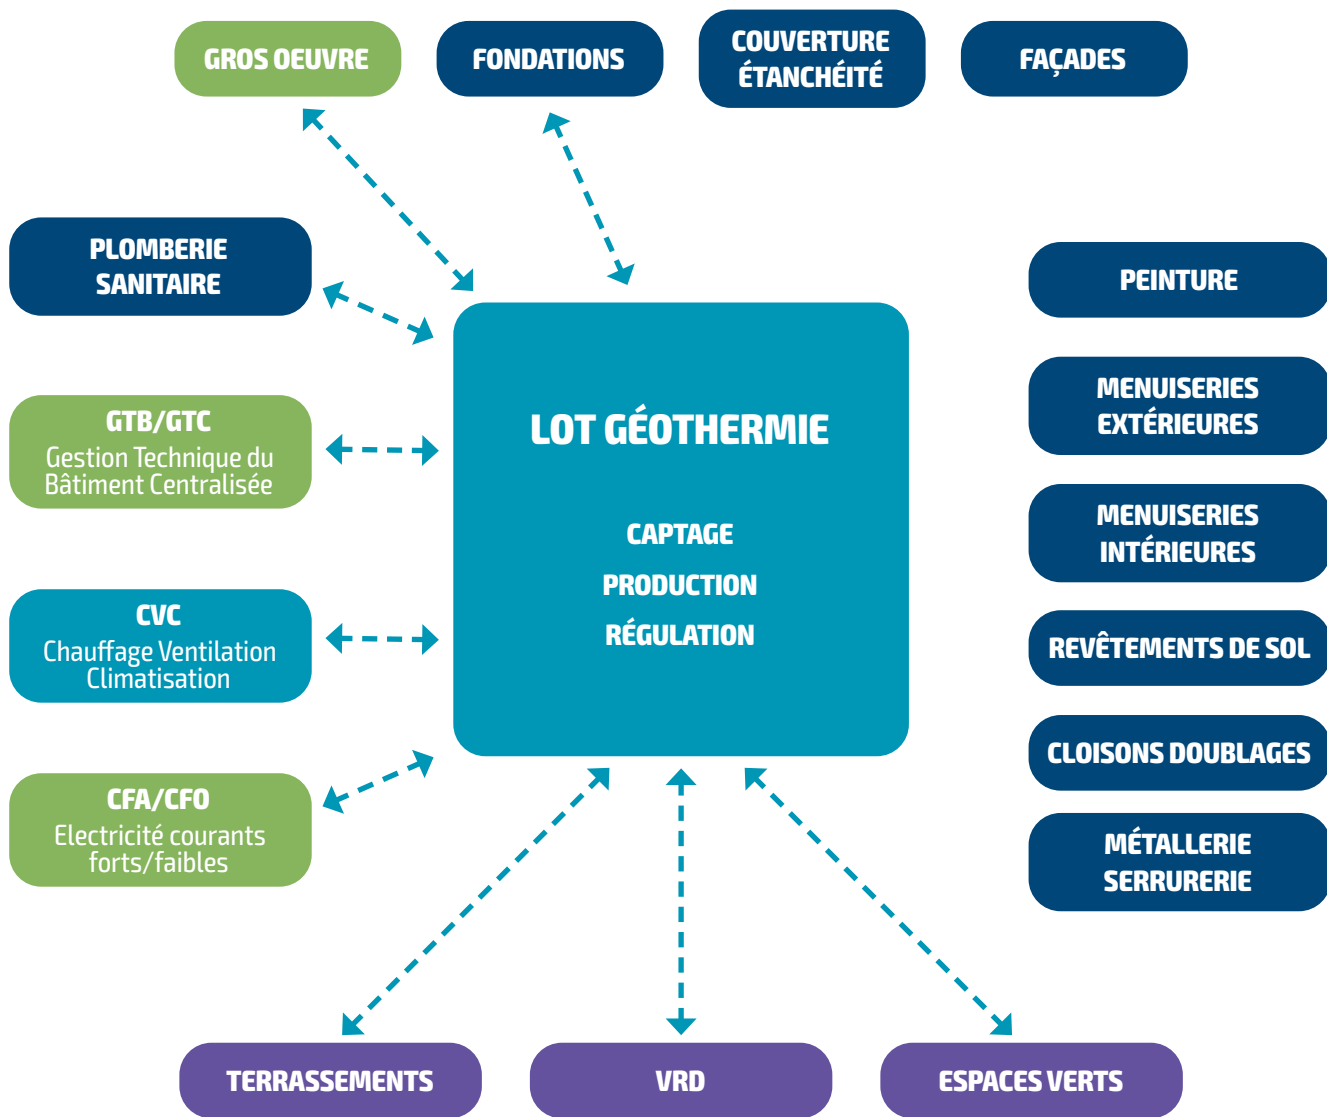 GROS OEUVRE
FONDATIONS
COUVERTURE
ÉTANCHÉITÉ
FAÇADES
PLOMBERIE
SANITAIRE
GTB/GTC
Gestion Technique du
Bâtiment Centralisée
CVC
Chauffage Ventilation
Climatisation
CFA/CFO
Electricité courants
forts/faibles
LOT GÉOTHERMIE
CAPTAGE
PRODUCTION
RÉGULATION
PEINTURE
MENUISERIES
EXTÉRIEURES
MENUISERIES
INTÉRIEURES
REVÊTEMENTS DE SOL
CLOISONS DOUBLAGES
MÉTALLERIE
SERRURERIE
TERRASSEMENTS
VRD
ESPACES VERTS